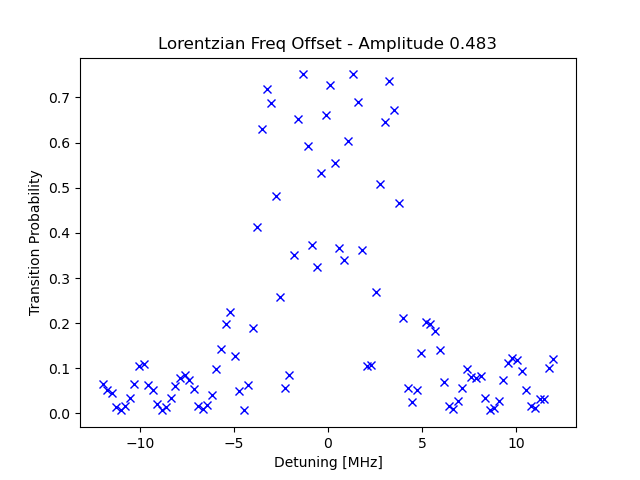 Lorentzian Freq Offset - Amplitude 0.483
Transition Probability
0.7
0.6
0.5
0.4
0.3
0.2
0.1
0.0
−10 −5 0 5 10
Detuning [MHz]